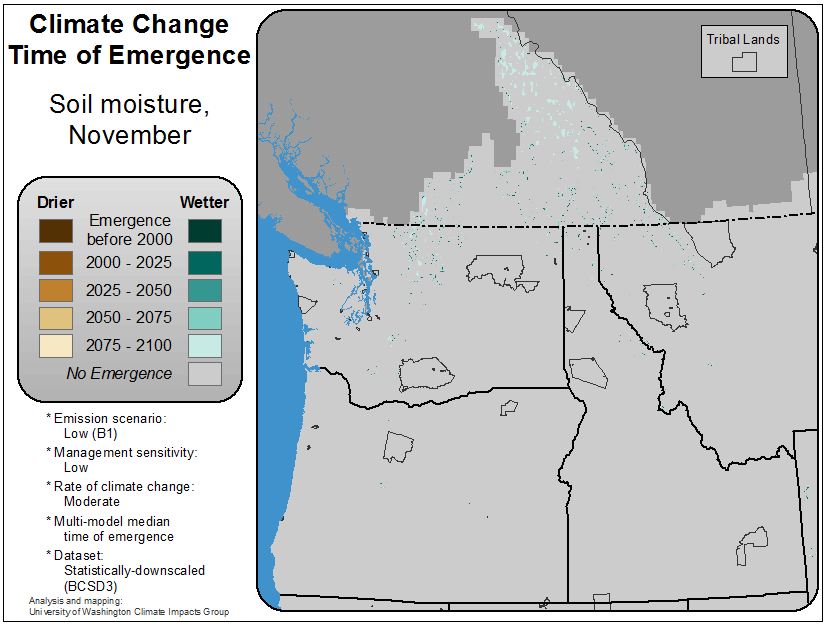 Climate Change
Time of Emergence
Soil moisture,
November
Tribal Lands
Drier
Wetter
Emergence
before 2000
2000 - 2025
2025 - 2050
2050 - 2075
2075 - 2100
No Emergence
* Emission scenario:
Low (B1)
* Management sensitivity:
Low
* Rate of climate change:
Moderate
* Multi-model median
time of emergence
* Dataset:
Statistically-downscaled
(BCSD3)
Analysis and mapping:
University of Washington Climate Impacts Group